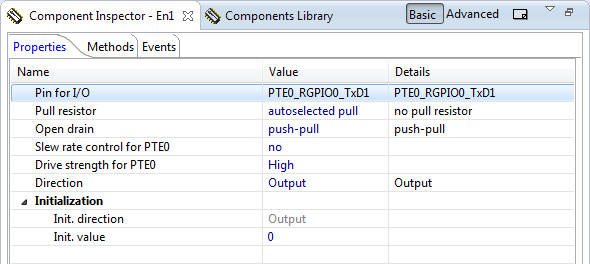 Component Inspector - En1 Components Library Basic Advanced
Properties Methods Events
Name Value Details
Pin for I/O PTE0_RGPIO0_TxD1 PTE0_RGPIO0_TxD1
Pull resistor autoselected pull no pull resistor
Open drain push-pull push-pull
Slew rate control for PTE0 no
Drive strength for PTE0 High
Direction Output Output
Initialization
Init. direction Output
Init. value 0